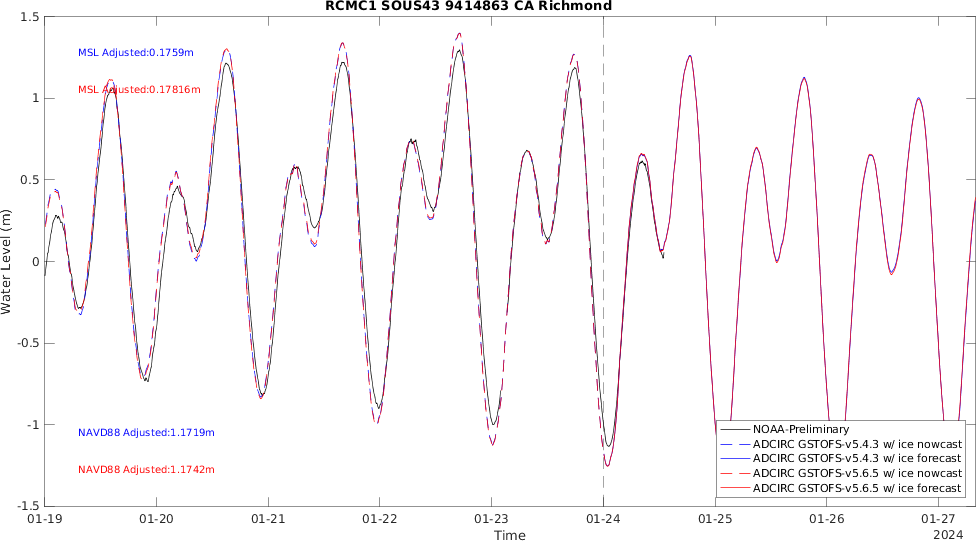 RCMC1 SOUS43 9414863 CA Richmond
1.5
MSL Adjusted:0.1759m
1
MSL Adjusted:0.17816m
0.5
Water Level (m)
0
-0.5
-1
NAVD88 Adjusted:1.1719m
NOAA-Preliminary
ADCIRC GSTOFS-v5.4.3 w/ ice nowcast
ADCIRC GSTOFS-v5.4.3 w/ ice forecast
NAVD88 Adjusted:1.1742m
ADCIRC GSTOFS-v5.6.5 w/ ice nowcast
ADCIRC GSTOFS-v5.6.5 w/ ice forecast
-1.5
01-19 01-20 01-21 01-22 01-23 01-24 01-25 01-26 01-27
Time
2024